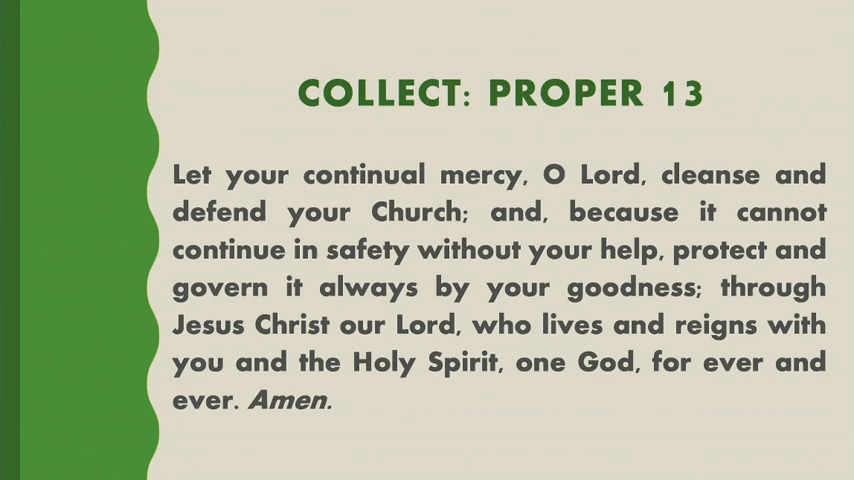 COLLECT: PROPER 13
Let your continual mercy, O Lord, cleanse and
defend your Church; and, because it cannot
continue in safety without your help, protect and
govern it always by your goodness; through
Jesus Christ our Lord, who lives and reigns with
you and the Holy Spirit, one God, for ever and
ever. Amen.